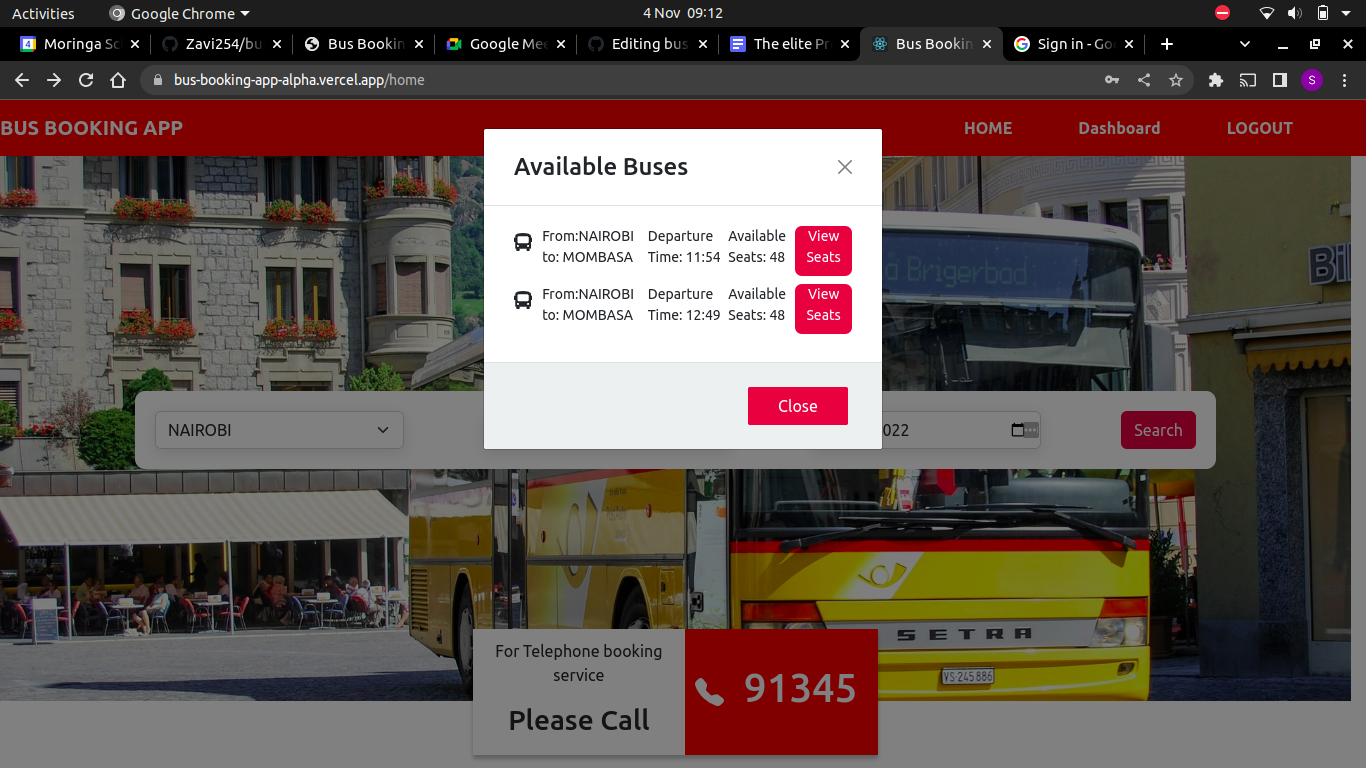 Activities
Google Chrome
4 Nov 09:12
Moringa Sc
Zavi254/bu
Bus Bookin
Google Mee
Editing bus
The elite Pr
Bus Bookin
Sign in - Go
bus-booking-app-alpha.vercel.app/home
S
BUS BOOKING APP
HOME
Dashboard
LOGOUT
Available Buses
From:NAIROBI
to: MOMBASA
Departure
Time: 11:54
Available
Seats: 48
View
Seats
From:NAIROBI
to: MOMBASA
Departure
Time: 12:49
Available
Seats: 48
View
Seats
Close
à Brigerbad
NAIROBI
022
Search
SETRA
VS 245 886
For Telephone booking
service
Please Call
91345